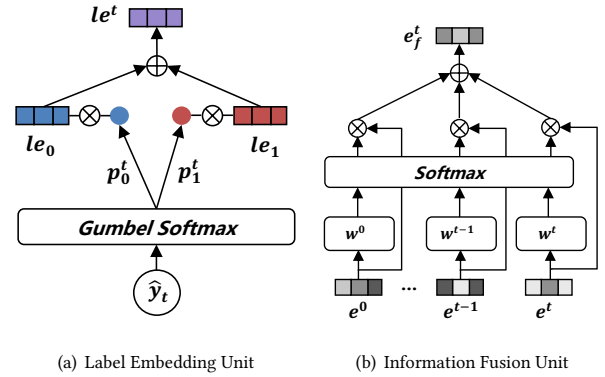 le^t
le_0
le_1
p_0^t
p_1^t
Gumbel Softmax
ŷ_t
(a) Label Embedding Unit
e_f^t
Softmax
w^0
w^{t-1}
w^t
...
e^0
e^{t-1}
e^t
(b) Information Fusion Unit